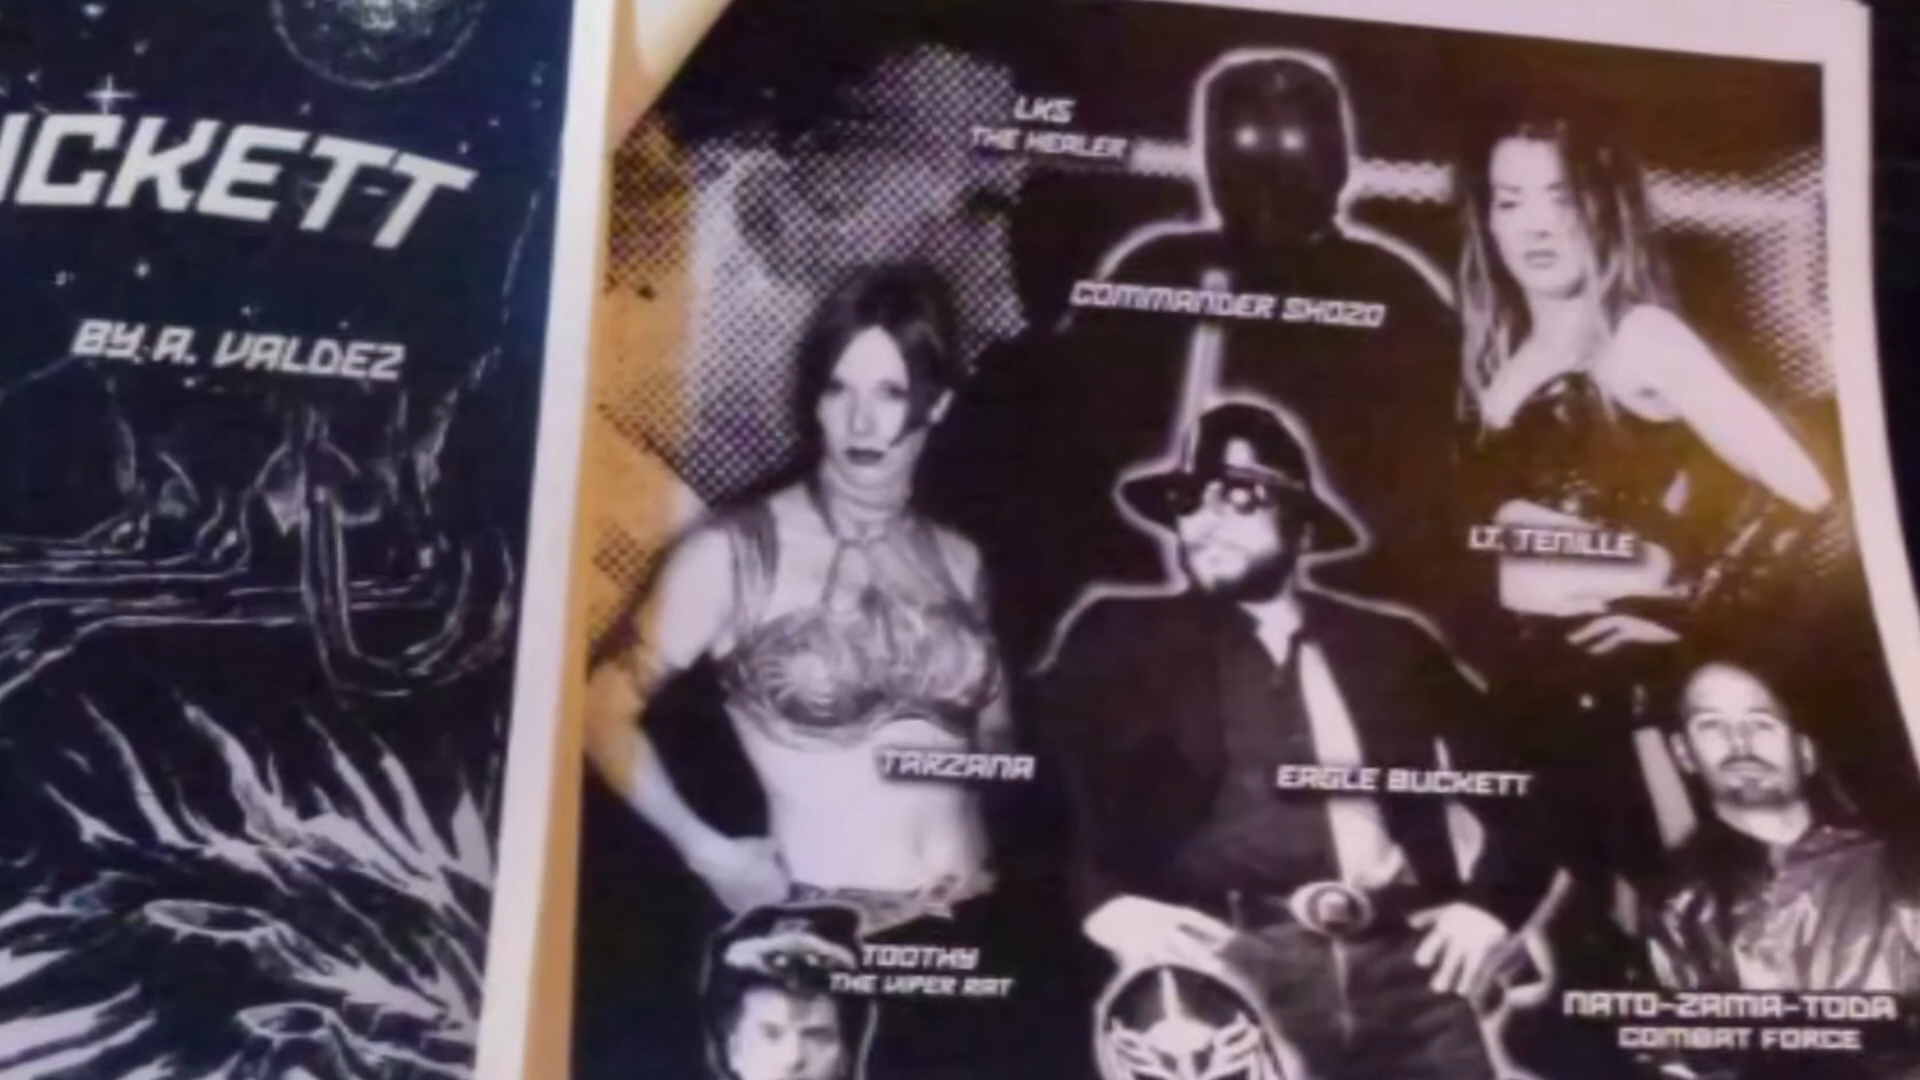 UCKETT
BY A. VALDEZ
LKS
THE HEALER
COMMANDER SHOZO
LT. TENILLE
TARZANA
EAGLE BUCKETT
TOOTHY
THE VIPER RAT
NATO-ZAMA-TODA
COMBAT FORCE